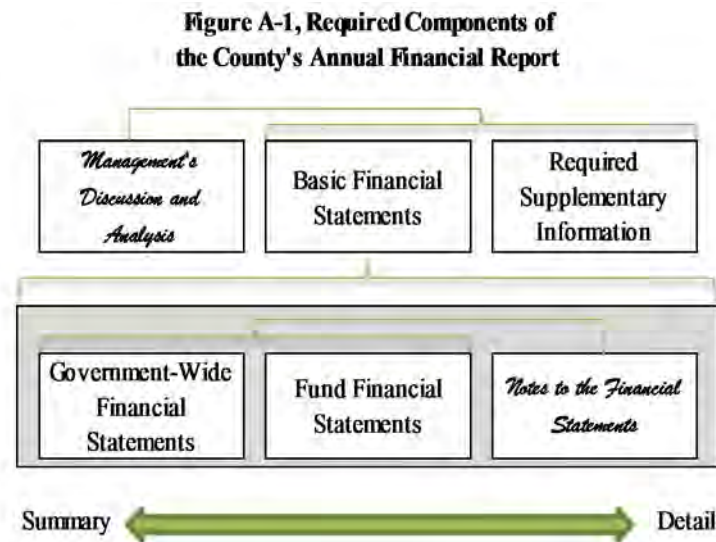 Figure A-1, Required Components of
the County's Annual Financial Report
Management's
Discussion and
Analysis
Basic Financial
Statements
Required
Supplementary
Information
Government-Wide
Financial
Statements
Fund Financial
Statements
Notes to the Financial
Statements
Summary
Detail